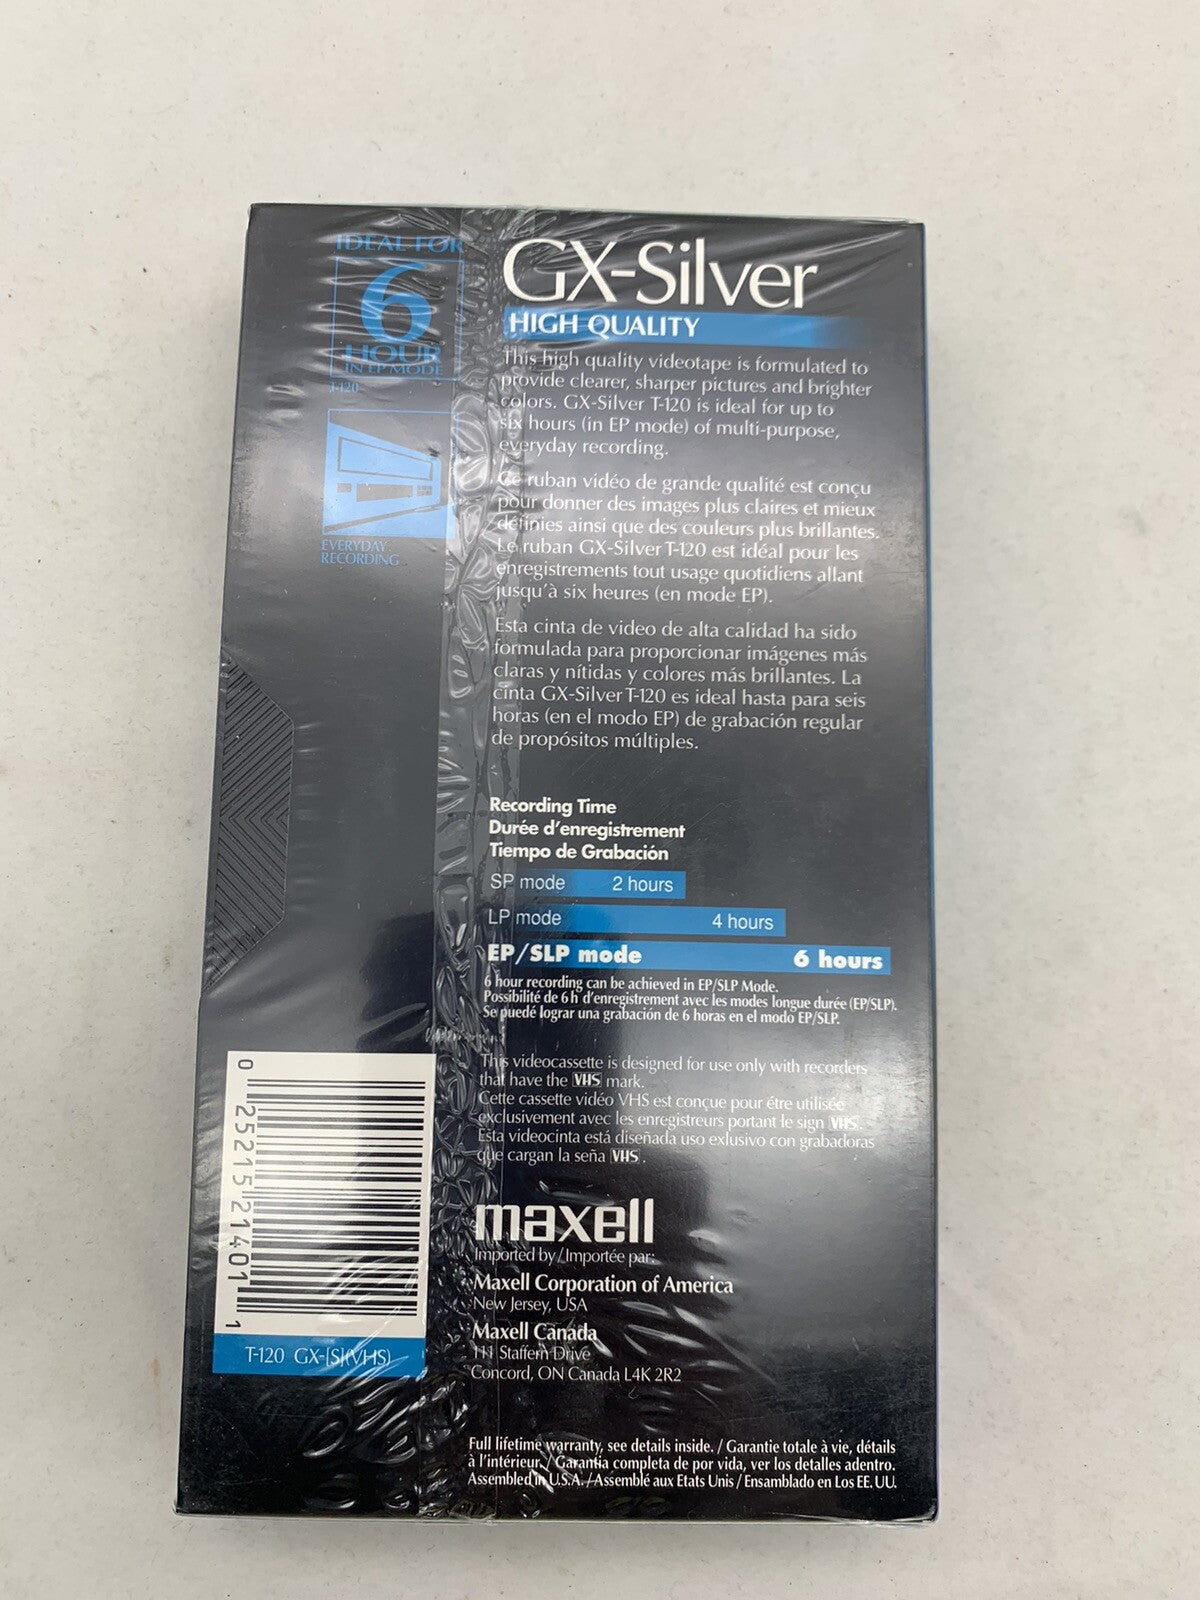 IDEAL FOR
6
HOUR
IN EP MODE
T-120
EVERYDAY
RECORDING
GX-Silver
HIGH QUALITY
This high quality videotape is formulated to
provide clearer, sharper pictures and brighter
colors. GX-Silver T-120 is ideal for up to
six hours (in EP mode) of multi-purpose,
everyday recording.
Ce ruban vidéo de grande qualité est conçu
pour donner des images plus claires et mieux
définies ainsi que des couleurs plus brillantes.
Le ruban GX-Silver T-120 est idéal pour les
enregistrements tout usage quotidiens allant
jusqu'à six heures (en mode EP).
Esta cinta de video de alta calidad ha sido
formulada para proporcionar imágenes más
claras y nítidas y colores más brillantes. La
cinta GX-Silver T-120 es ideal hasta para seis
horas (en el modo EP) de grabación regular
de propósitos múltiples.
Recording Time
Durée d'enregistrement
Tiempo de Grabación
SP mode 2 hours
LP mode 4 hours
EP/SLP mode 6 hours
6 hour recording can be achieved in EP/SLP Mode.
Possibilité de 6 h d'enregistrement avec les modes longue durée (EP/SLP).
Se puedé lograr una grabación de 6 horas en el modo EP/SLP.
This videocassette is designed for use only with recorders
that have the VHS mark.
Cette cassette vidéo VHS est conçue pour être utilisée
exclusivement avec les enregistreurs portant le sign VHS.
Esta videocinta está diseñada uso exlusivo con grabadoras
que cargan la seña VHS.
maxell
Imported by / Importée par:
Maxell Corporation of America
New Jersey, USA
Maxell Canada
111 Staffern Drive
Concord, ON Canada L4K 2R2
Full lifetime warranty, see details inside. / Garantie totale à vie, détails
à l'intérieur. / Garantia completa de por vida, ver los detalles adentro.
Assembled in U.S.A. / Assemblé aux Etats Unis / Ensamblado en Los EE. UU.
0 25215 21401 1
T-120 GX-[S](VHS)